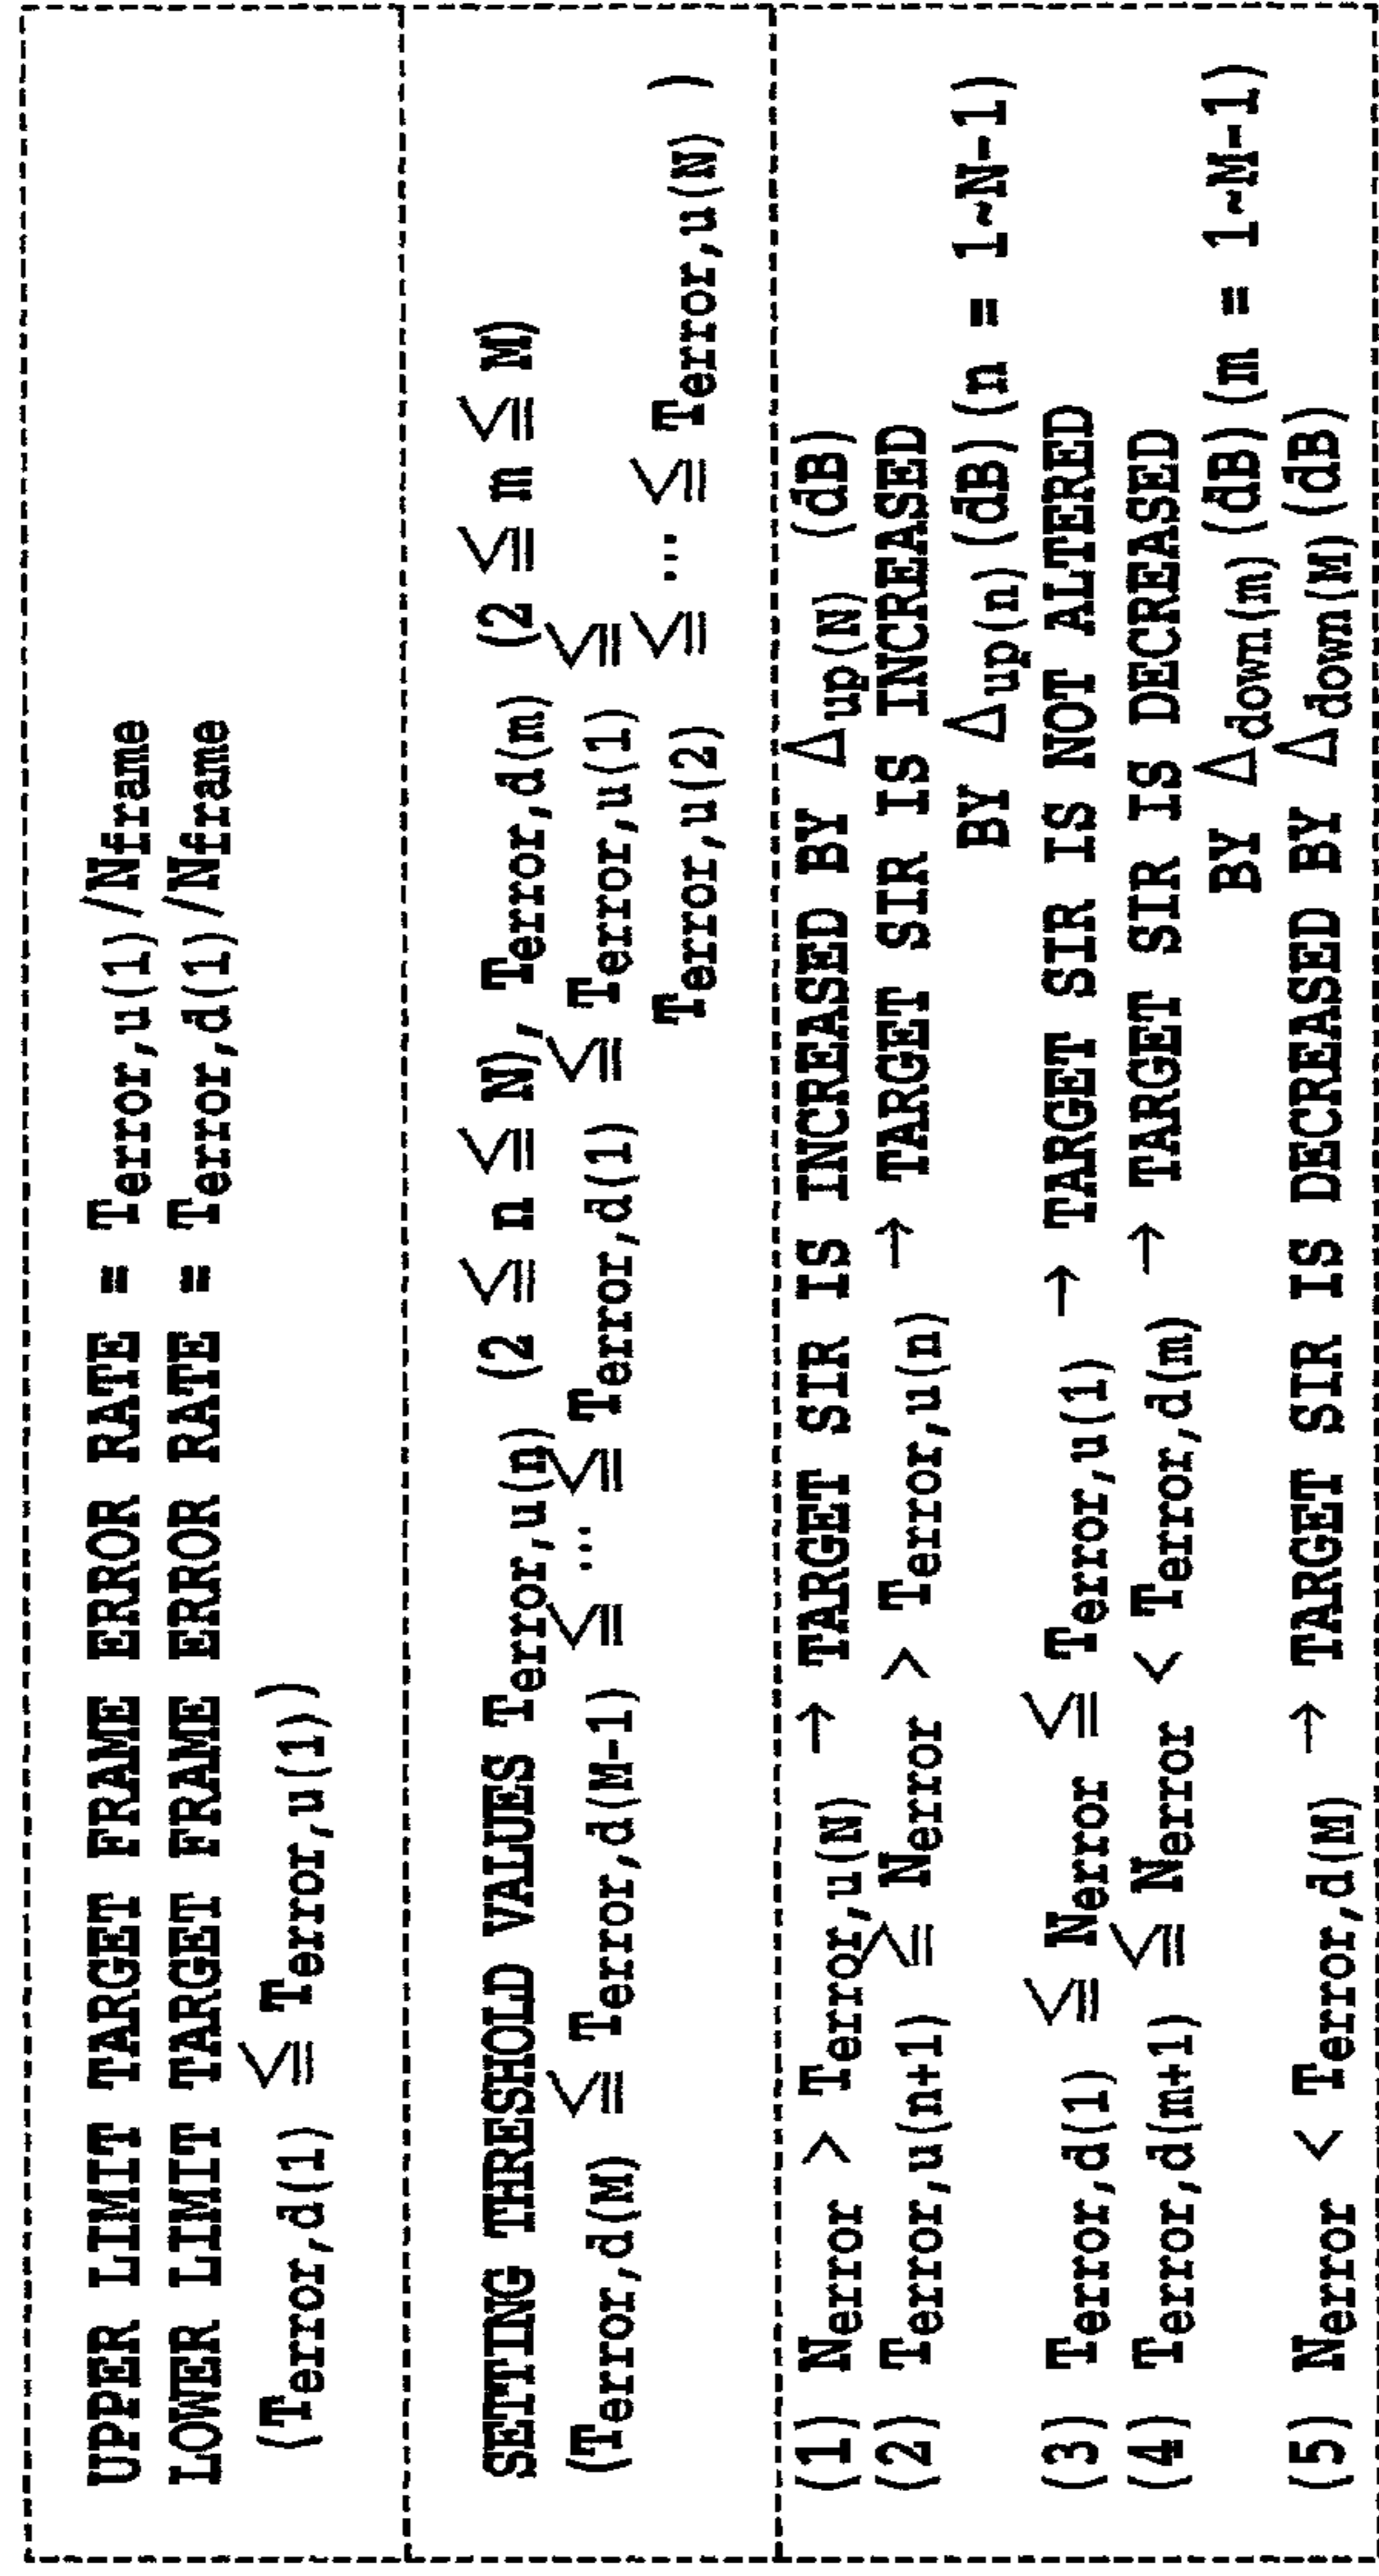 UPPER LIMIT TARGET FRAME ERROR RATE = Terror,u(1)/Nframe
LOWER LIMIT TARGET FRAME ERROR RATE = Terror,d(1)/Nframe
(Terror,d(1) ≦ Terror,u(1))
SETTING THRESHOLD VALUES Terror,u(n) (2 ≦ n ≦ N), Terror,d(m) (2 ≦ m ≦ M)
(Terror,d(M) ≦ Terror,d(M-1) ≦ ... ≦ Terror,d(1) ≦ Terror,u(1) ≦
Terror,u(2) ≦ ... ≦ Terror,u(N) )
(1) Nerror > Terror,u(N) → TARGET SIR IS INCREASED BY Δup(N) (dB)
(2) Terror,u(n+1) ≧ Nerror > Terror,u(n) → TARGET SIR IS INCREASED
BY Δup(n)(dB)(n = 1~N-1)
(3) Terror,d(1) ≦ Nerror ≦ Terror,u(1) → TARGET SIR IS NOT ALTERED
(4) Terror,d(m+1) ≦ Nerror < Terror,d(m) → TARGET SIR IS DECREASED
BY Δdown(m)(dB)(m = 1~M-1)
(5) Nerror < Terror,d(M) → TARGET SIR IS DECREASED BY Δdown(M)(dB)